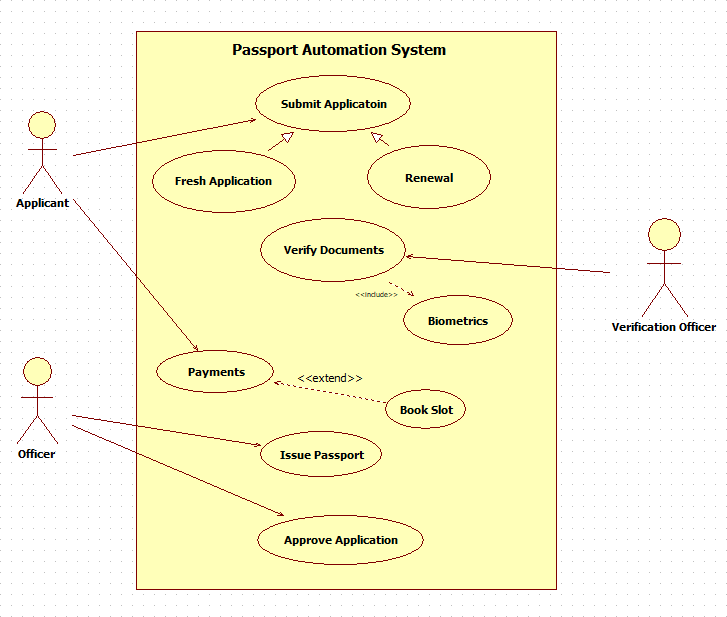 Passport Automation System
Submit Applicatoin
Fresh Application
Renewal
Applicant
Verify Documents
<<include>>
Biometrics
Verification Officer
Payments
<<extend>>
Book Slot
Officer
Issue Passport
Approve Application